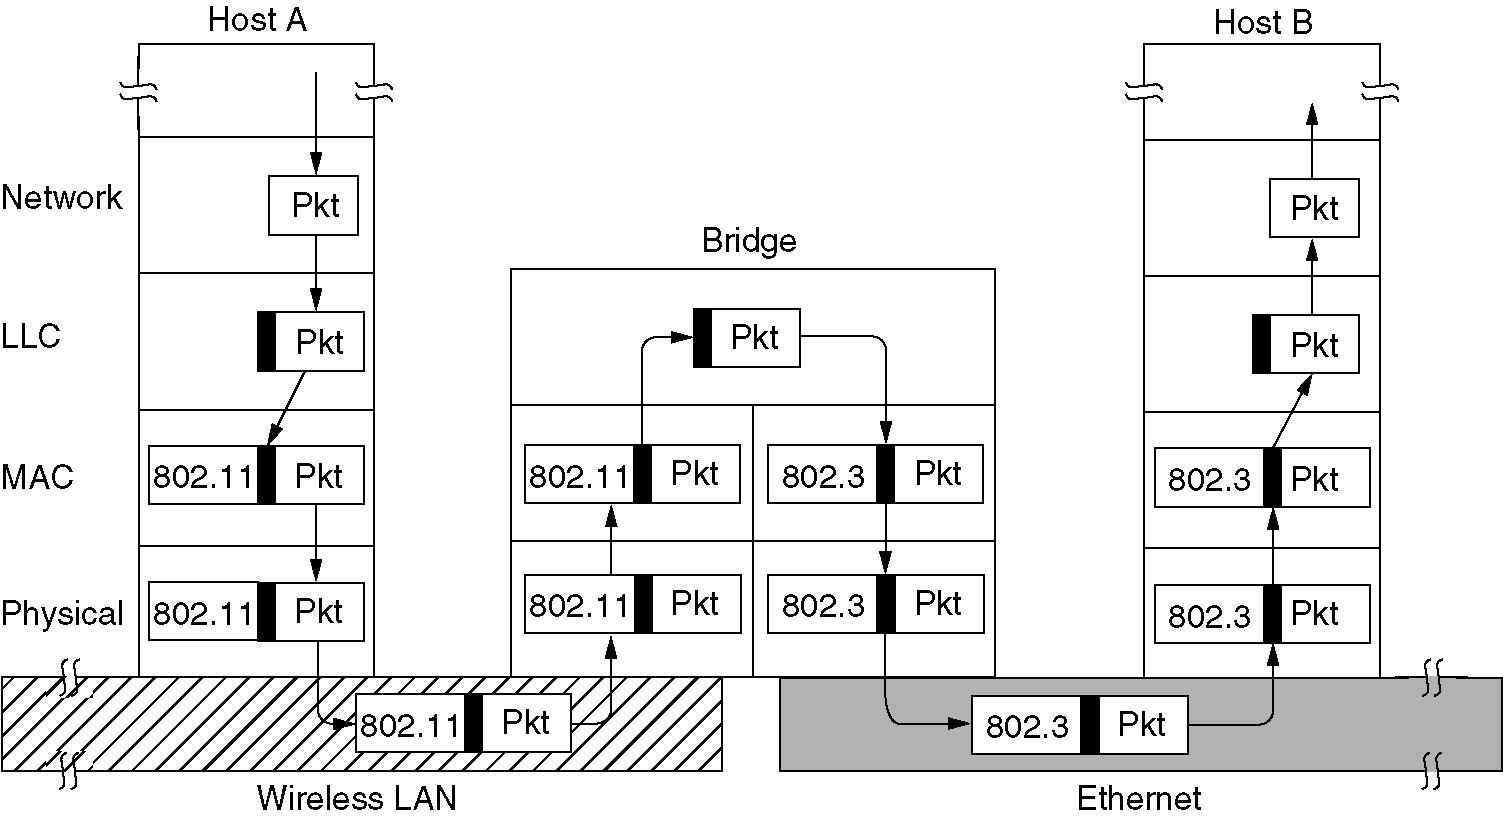 Host A
Host B
Network
Pkt
Pkt
Bridge
LLC
Pkt
Pkt
Pkt
MAC
802.11 Pkt
802.11 Pkt
802.3 Pkt
802.3 Pkt
Physical
802.11 Pkt
802.11 Pkt
802.3 Pkt
802.3 Pkt
802.11 Pkt
802.3 Pkt
Wireless LAN
Ethernet